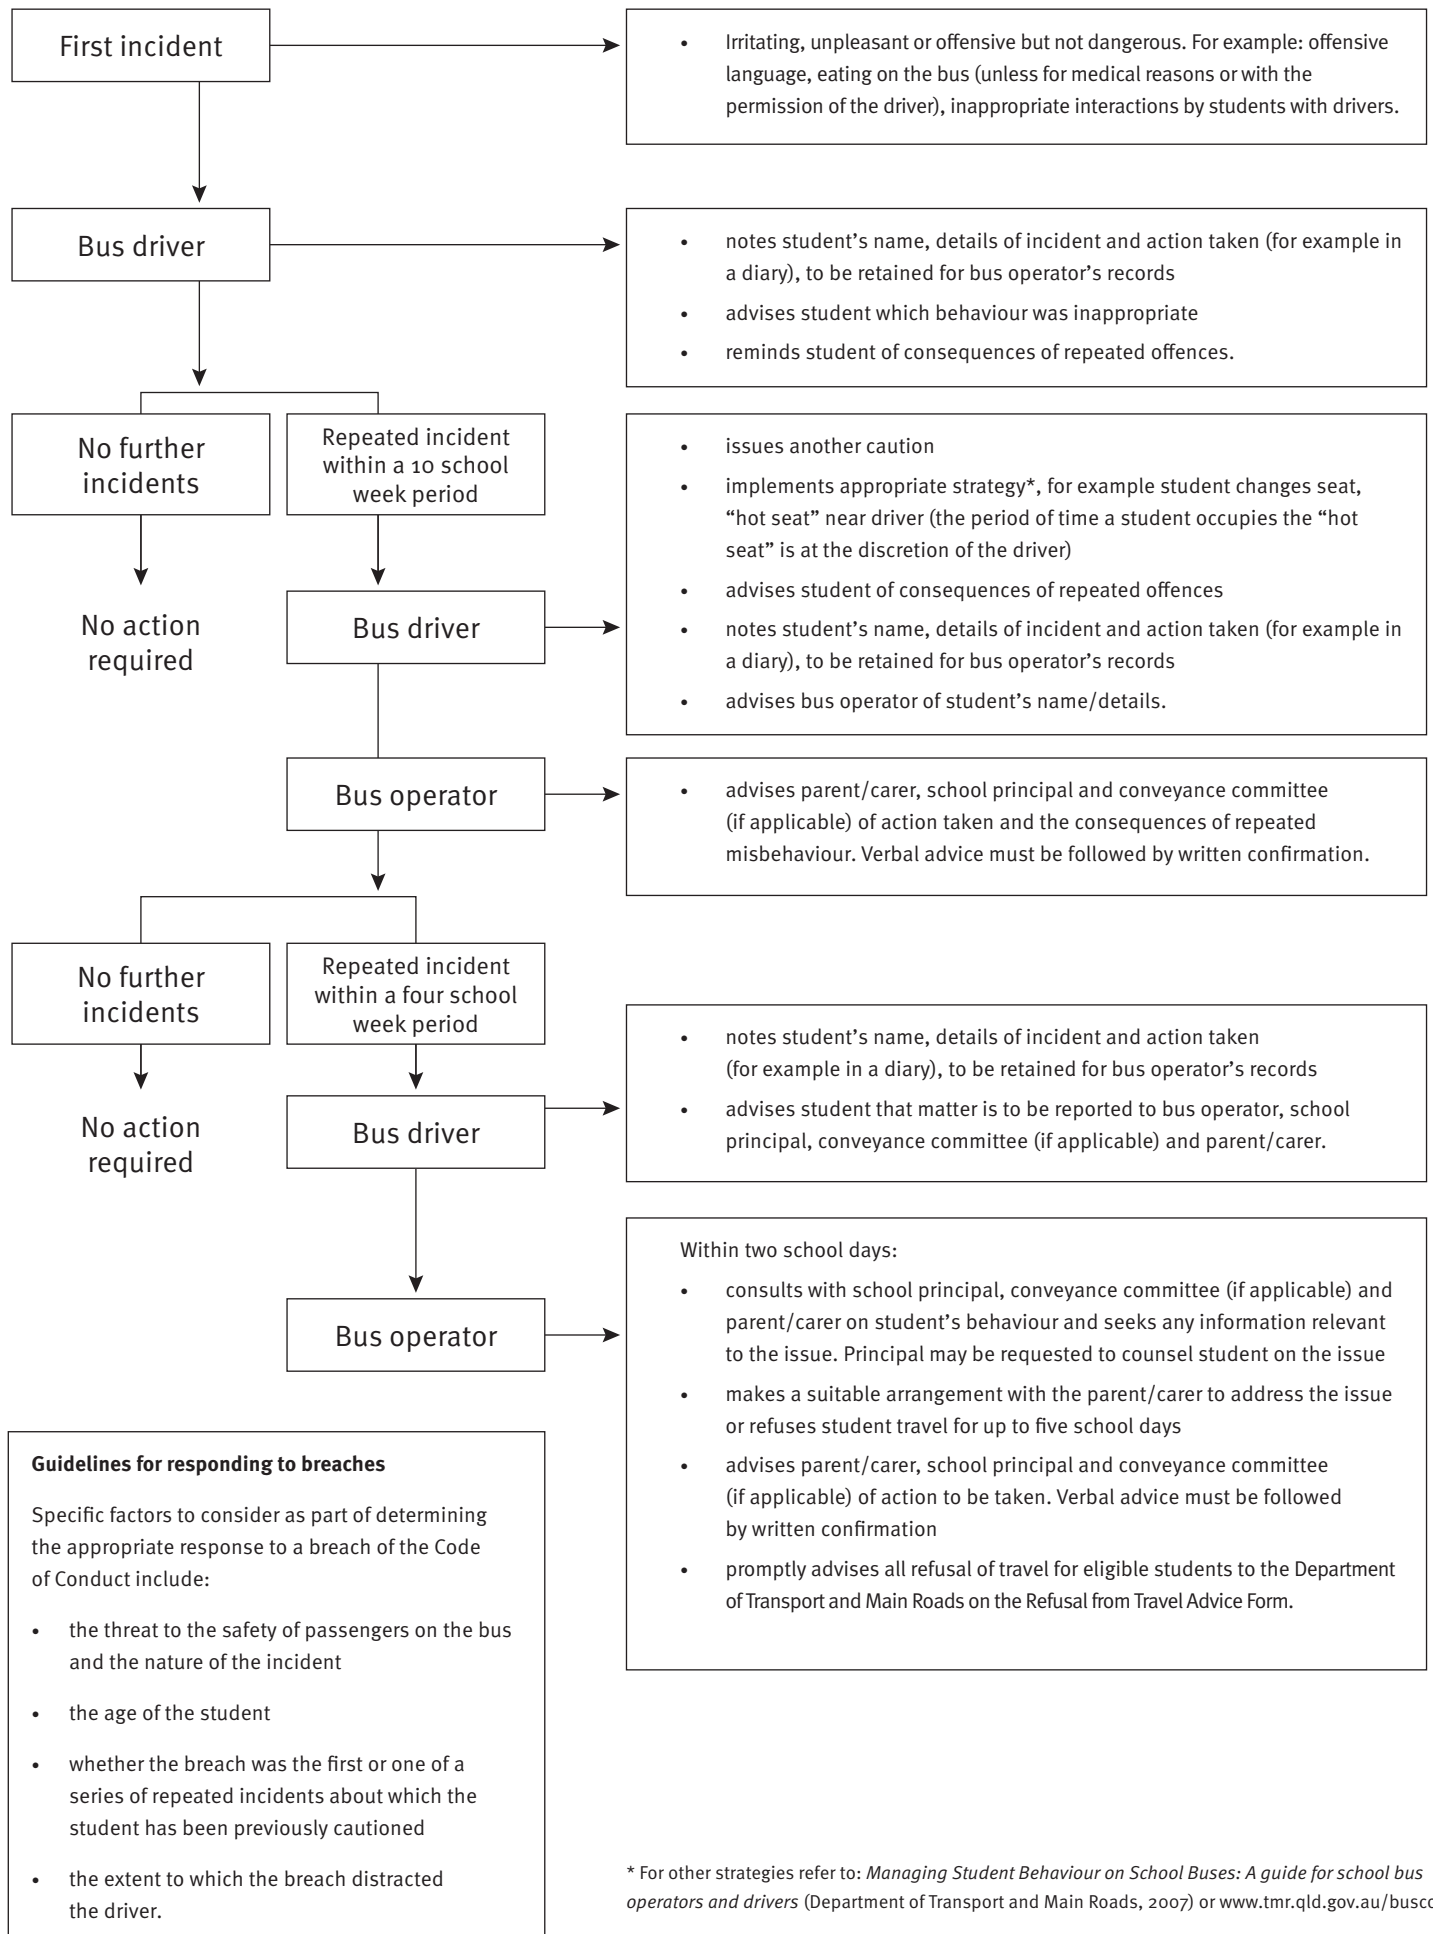 First incident
• Irritating, unpleasant or offensive but not dangerous. For example: offensive
language, eating on the bus (unless for medical reasons or with the
permission of the driver), inappropriate interactions by students with drivers.
Bus driver
• notes student’s name, details of incident and action taken (for example in
a diary), to be retained for bus operator’s records
• advises student which behaviour was inappropriate
• reminds student of consequences of repeated offences.
No further
incidents
No action
required
Repeated incident
within a 10 school
week period
Bus driver
• issues another caution
• implements appropriate strategy*, for example student changes seat,
“hot seat” near driver (the period of time a student occupies the “hot
seat” is at the discretion of the driver)
• advises student of consequences of repeated offences
• notes student’s name, details of incident and action taken (for example in
a diary), to be retained for bus operator’s records
• advises bus operator of student’s name/details.
Bus operator
• advises parent/carer, school principal and conveyance committee
(if applicable) of action taken and the consequences of repeated
misbehaviour. Verbal advice must be followed by written confirmation.
No further
incidents
No action
required
Repeated incident
within a four school
week period
Bus driver
• notes student’s name, details of incident and action taken
(for example in a diary), to be retained for bus operator’s records
• advises student that matter is to be reported to bus operator, school
principal, conveyance committee (if applicable) and parent/carer.
Bus operator
Within two school days:
• consults with school principal, conveyance committee (if applicable) and
parent/carer on student’s behaviour and seeks any information relevant
to the issue. Principal may be requested to counsel student on the issue
• makes a suitable arrangement with the parent/carer to address the issue
or refuses student travel for up to five school days
• advises parent/carer, school principal and conveyance committee
(if applicable) of action to be taken. Verbal advice must be followed
by written confirmation
• promptly advises all refusal of travel for eligible students to the Department
of Transport and Main Roads on the Refusal from Travel Advice Form.
Guidelines for responding to breaches
Specific factors to consider as part of determining
the appropriate response to a breach of the Code
of Conduct include:
• the threat to the safety of passengers on the bus
and the nature of the incident
• the age of the student
• whether the breach was the first or one of a
series of repeated incidents about which the
student has been previously cautioned
• the extent to which the breach distracted
the driver.
* For other strategies refer to: Managing Student Behaviour on School Buses: A guide for school bus
operators and drivers (Department of Transport and Main Roads, 2007) or